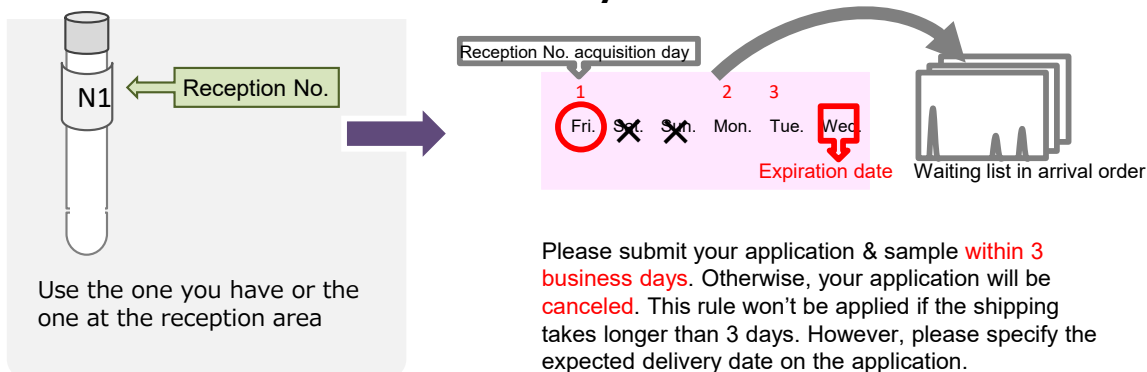 N1
Reception No.
Use the one you have or the
one at the reception area
Reception No. acquisition day
1 2 3
Fri. Sat. Sun. Mon. Tue. Wed.
Expiration date
Waiting list in arrival order
Please submit your application & sample within 3
business days. Otherwise, your application will be
canceled. This rule won’t be applied if the shipping
takes longer than 3 days. However, please specify the
expected delivery date on the application.